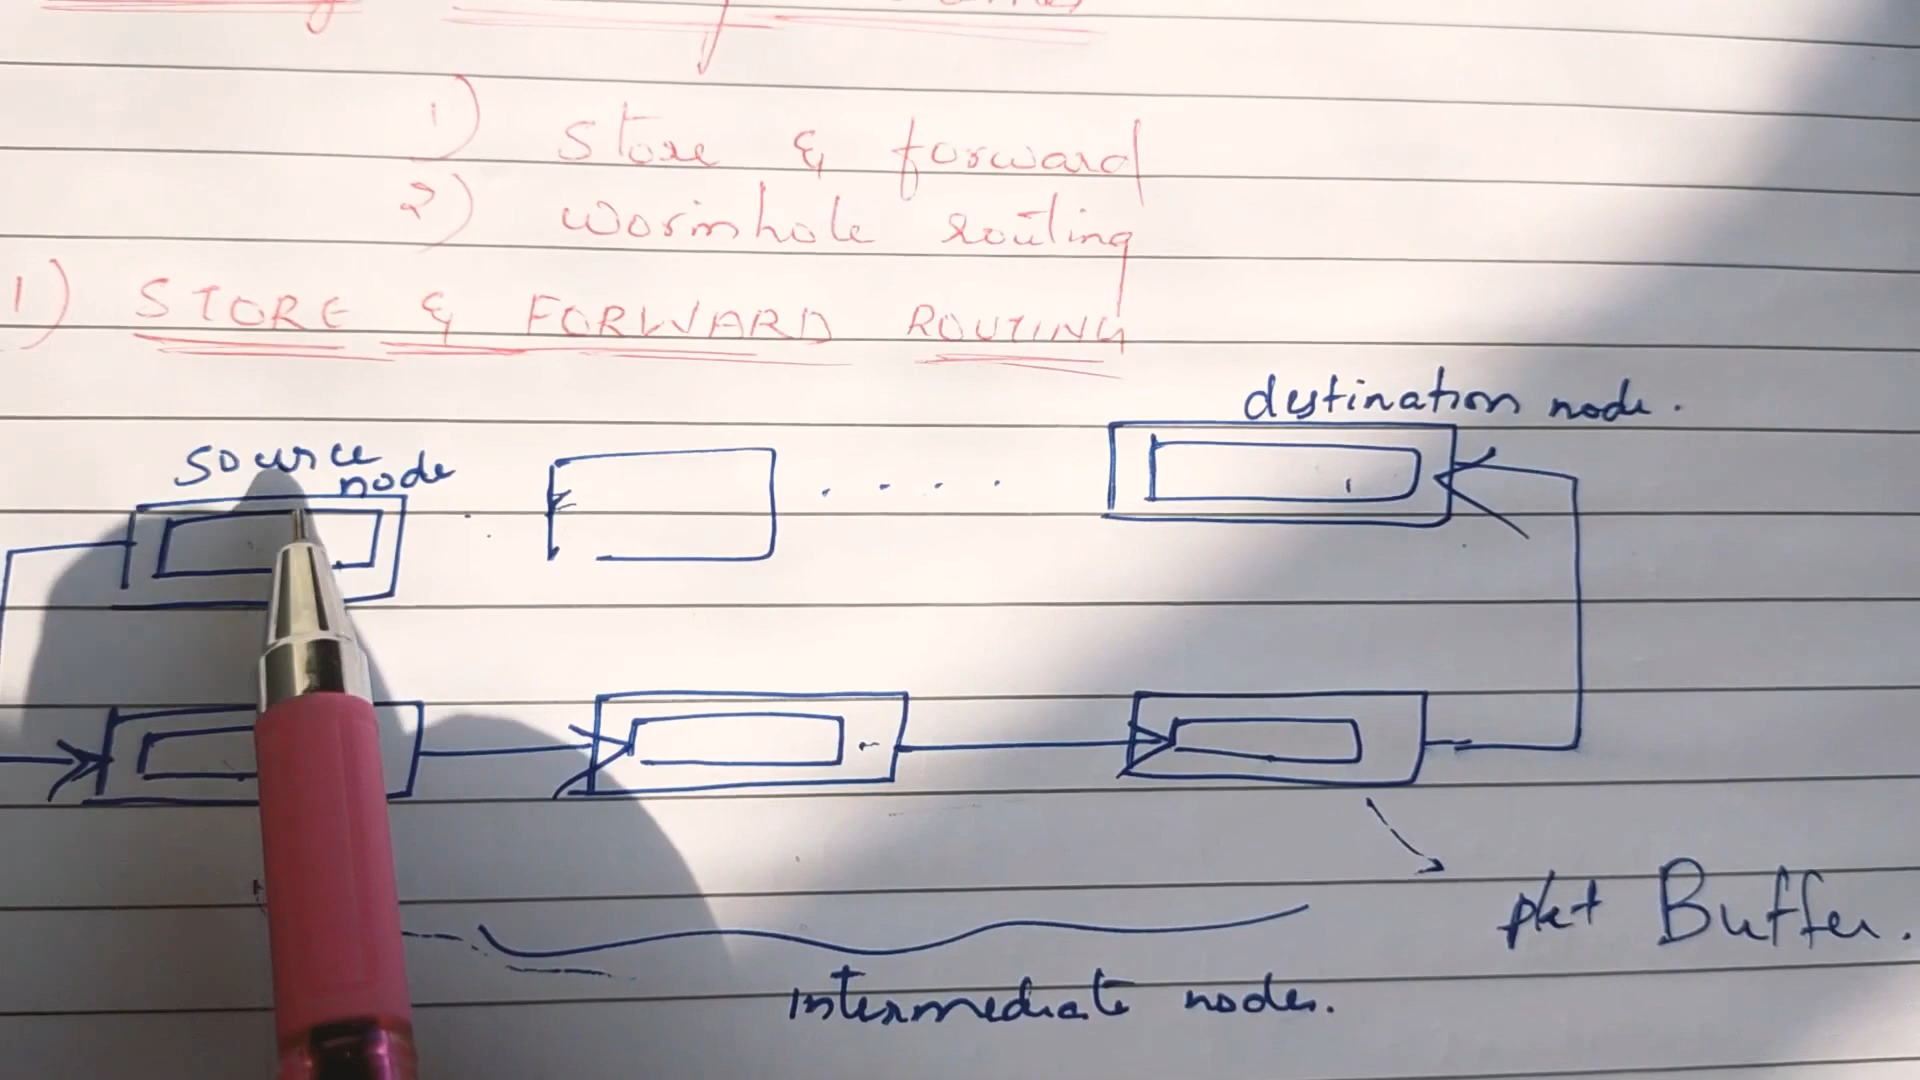 1) Store & forward
2) wormhole routing
1) STORE & FORWARD ROUTING
destination node.
source node
pkt Buffer.
intermediate nodes.